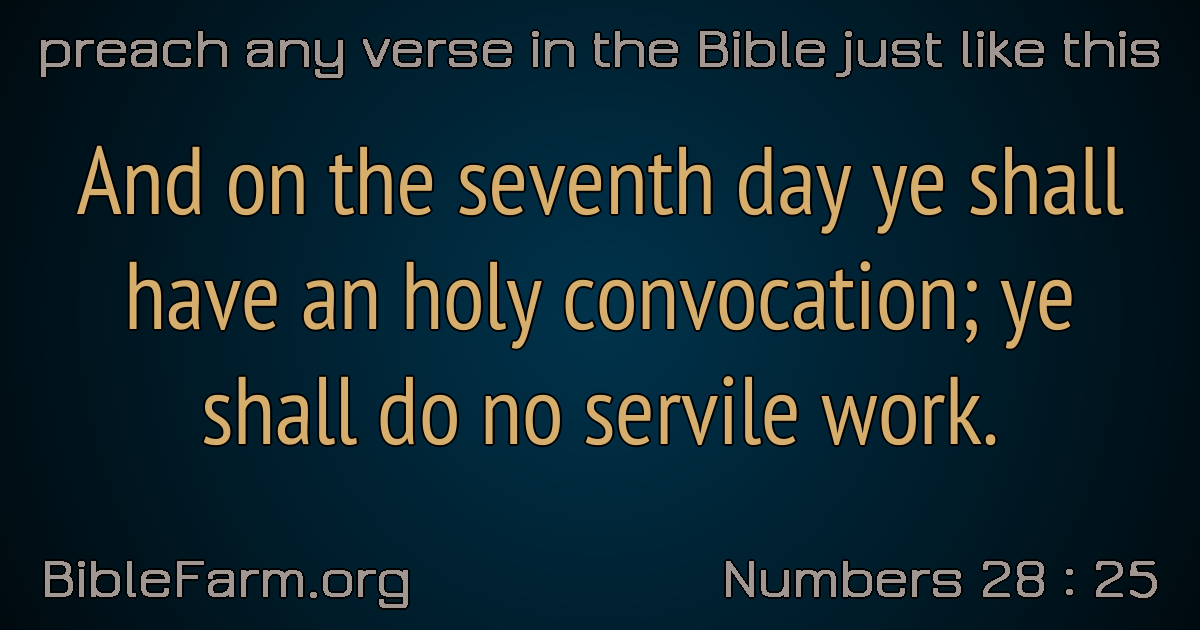 preach any verse in the Bible just like this
And on the seventh day ye shall
have an holy convocation; ye
shall do no servile work.
BibleFarm.org
Numbers 28 : 25